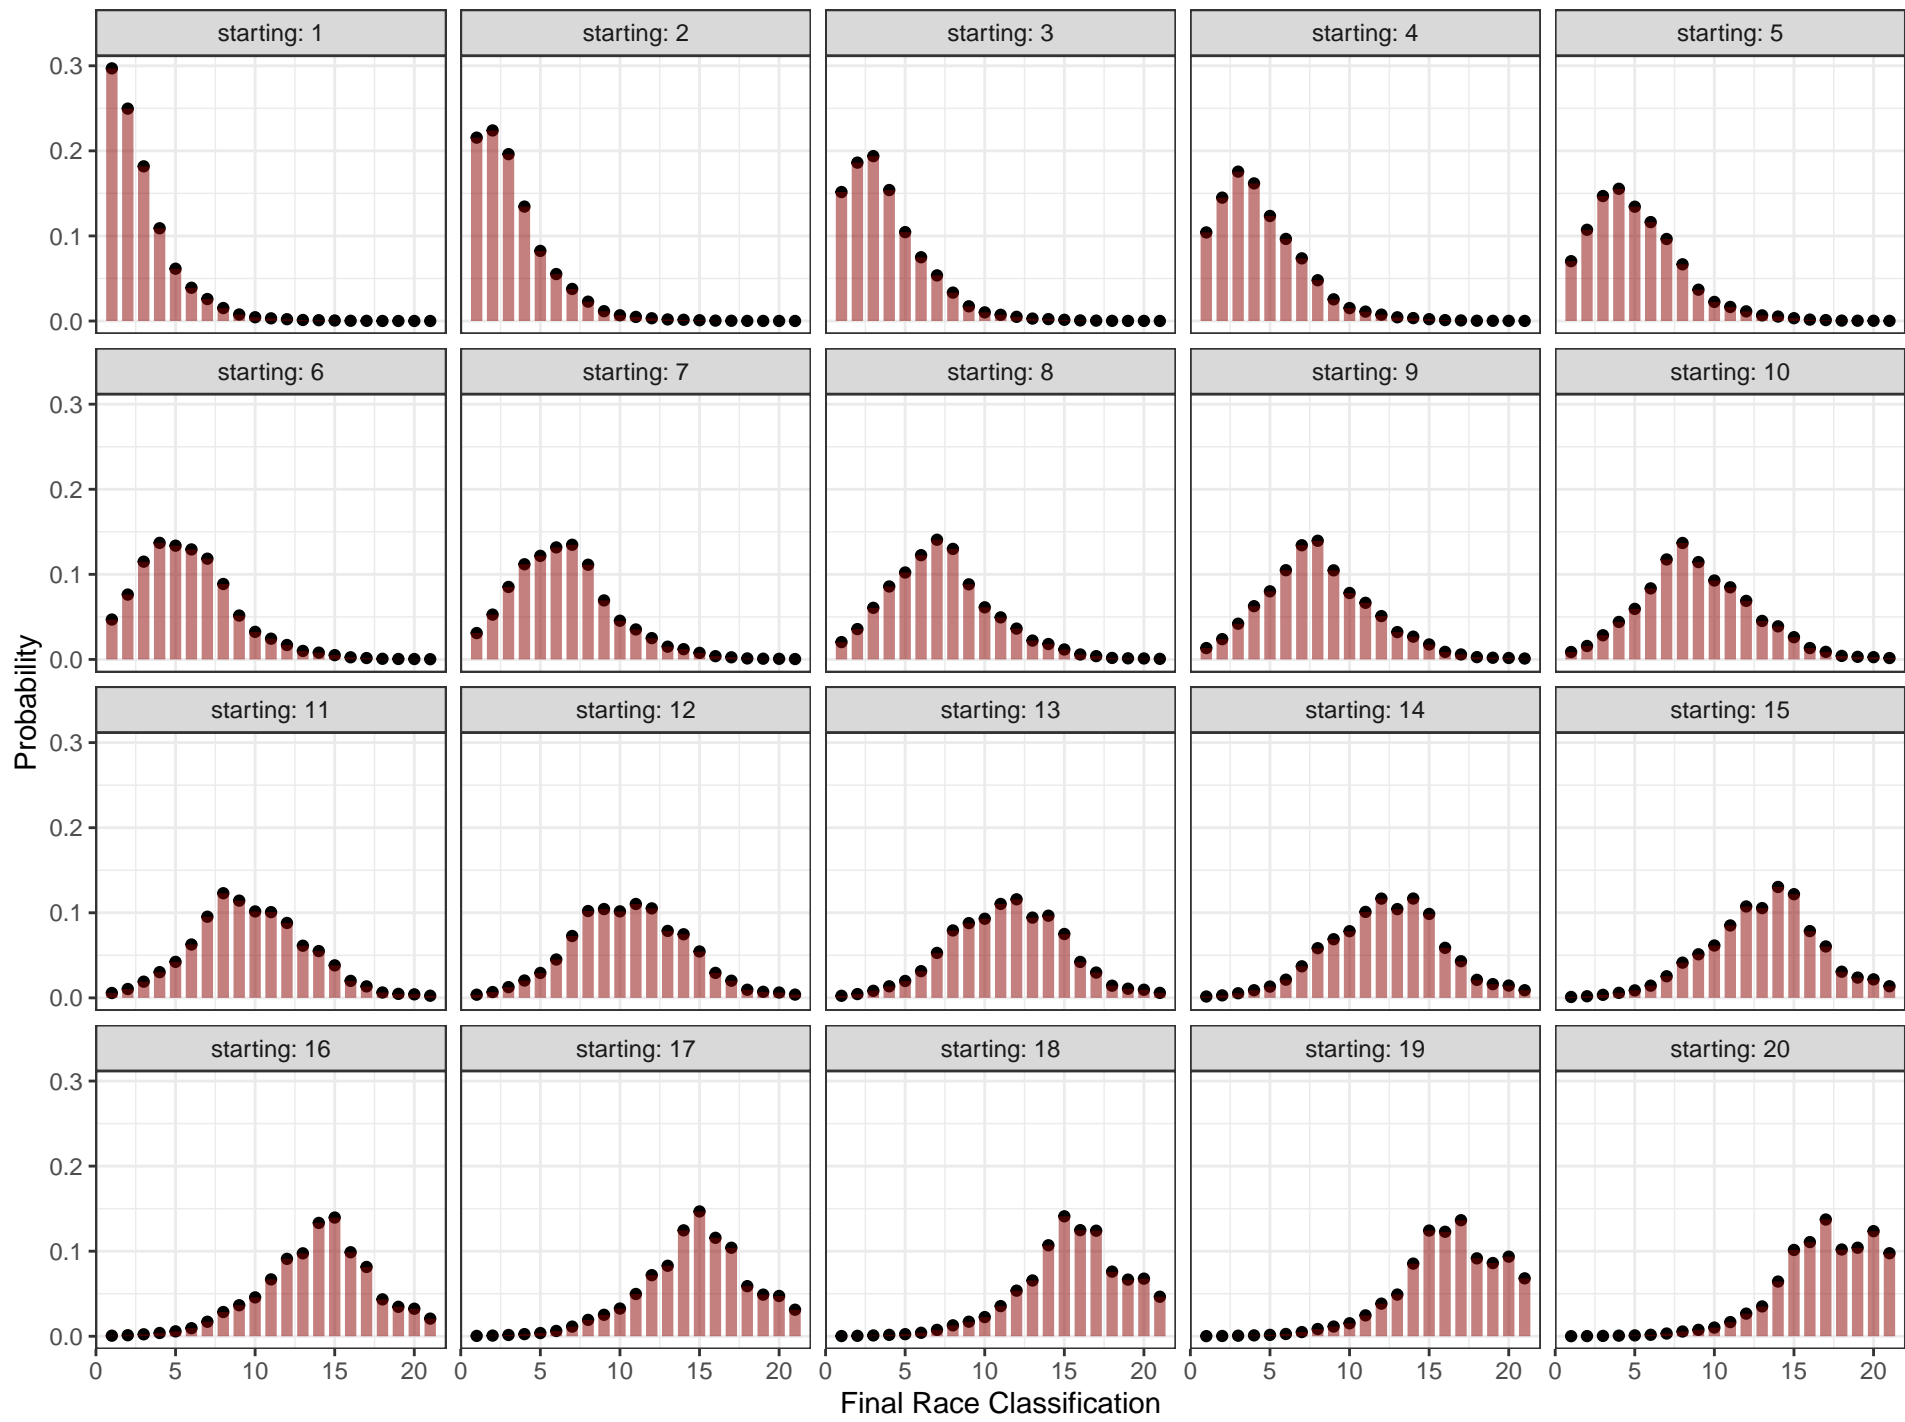 starting: 1 starting: 2 starting: 3 starting: 4 starting: 5
0.3
0.2
0.1
0.0
starting: 6 starting: 7 starting: 8 starting: 9 starting: 10
0.3
0.2
0.1
0.0
Probability
starting: 11 starting: 12 starting: 13 starting: 14 starting: 15
0.3
0.2
0.1
0.0
starting: 16 starting: 17 starting: 18 starting: 19 starting: 20
0.3
0.2
0.1
0.0
0 5 10 15 20 0 5 10 15 20 0 5 10 15 20 0 5 10 15 20 0 5 10 15 20
Final Race Classification